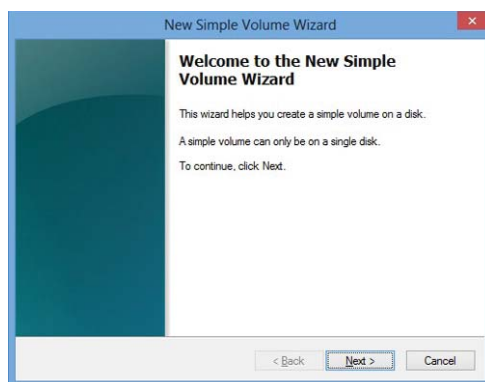 New Simple Volume Wizard
Welcome to the New Simple
Volume Wizard
This wizard helps you create a simple volume on a disk.
A simple volume can only be on a single disk.
To continue, click Next.
< Back Next > Cancel